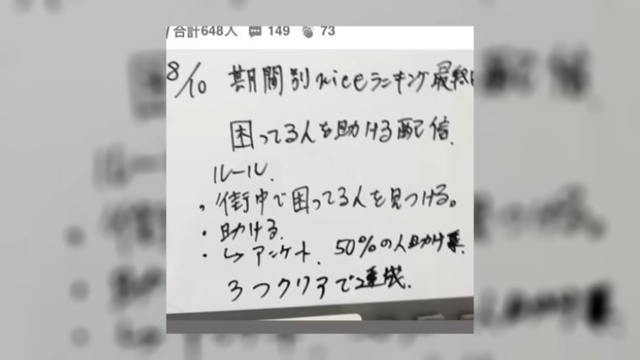 合計648人 149 73
8/10 期間別niceランキング最終
困ってる人を助ける配信
ルール
・街中で困ってる人を見つける。
・助ける
・↳アンケート、50%の人助け票
3つクリアで達成